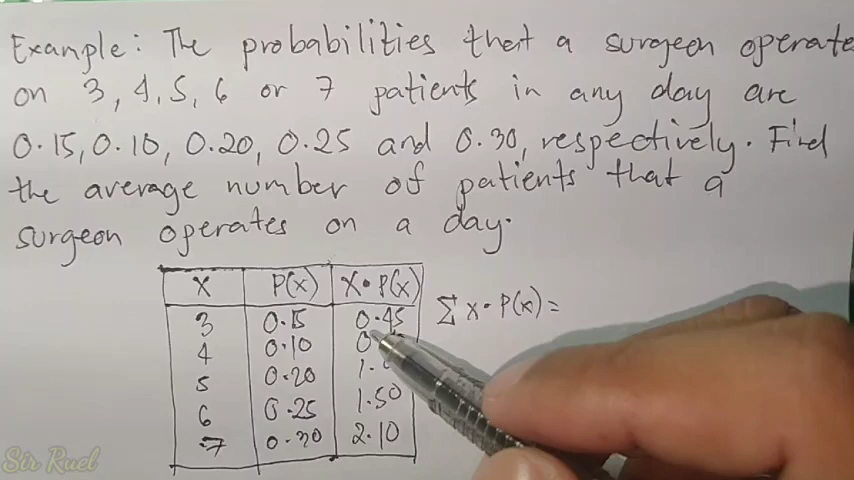 Example: The probabilities that a surgeon operate
on 3, 4, 5, 6 or 7 patients in any day are
0.15, 0.10, 0.20, 0.25 and 0.30, respectively. Find
the average number of patients that a
surgeon operates on a day.
X P(x) X • P(x)
Σ X • P(x) =
3 0.15 0.45
4 0.10
5 0.20
6 0.25 1.50
7 0.30 2.10
Sir Ruel